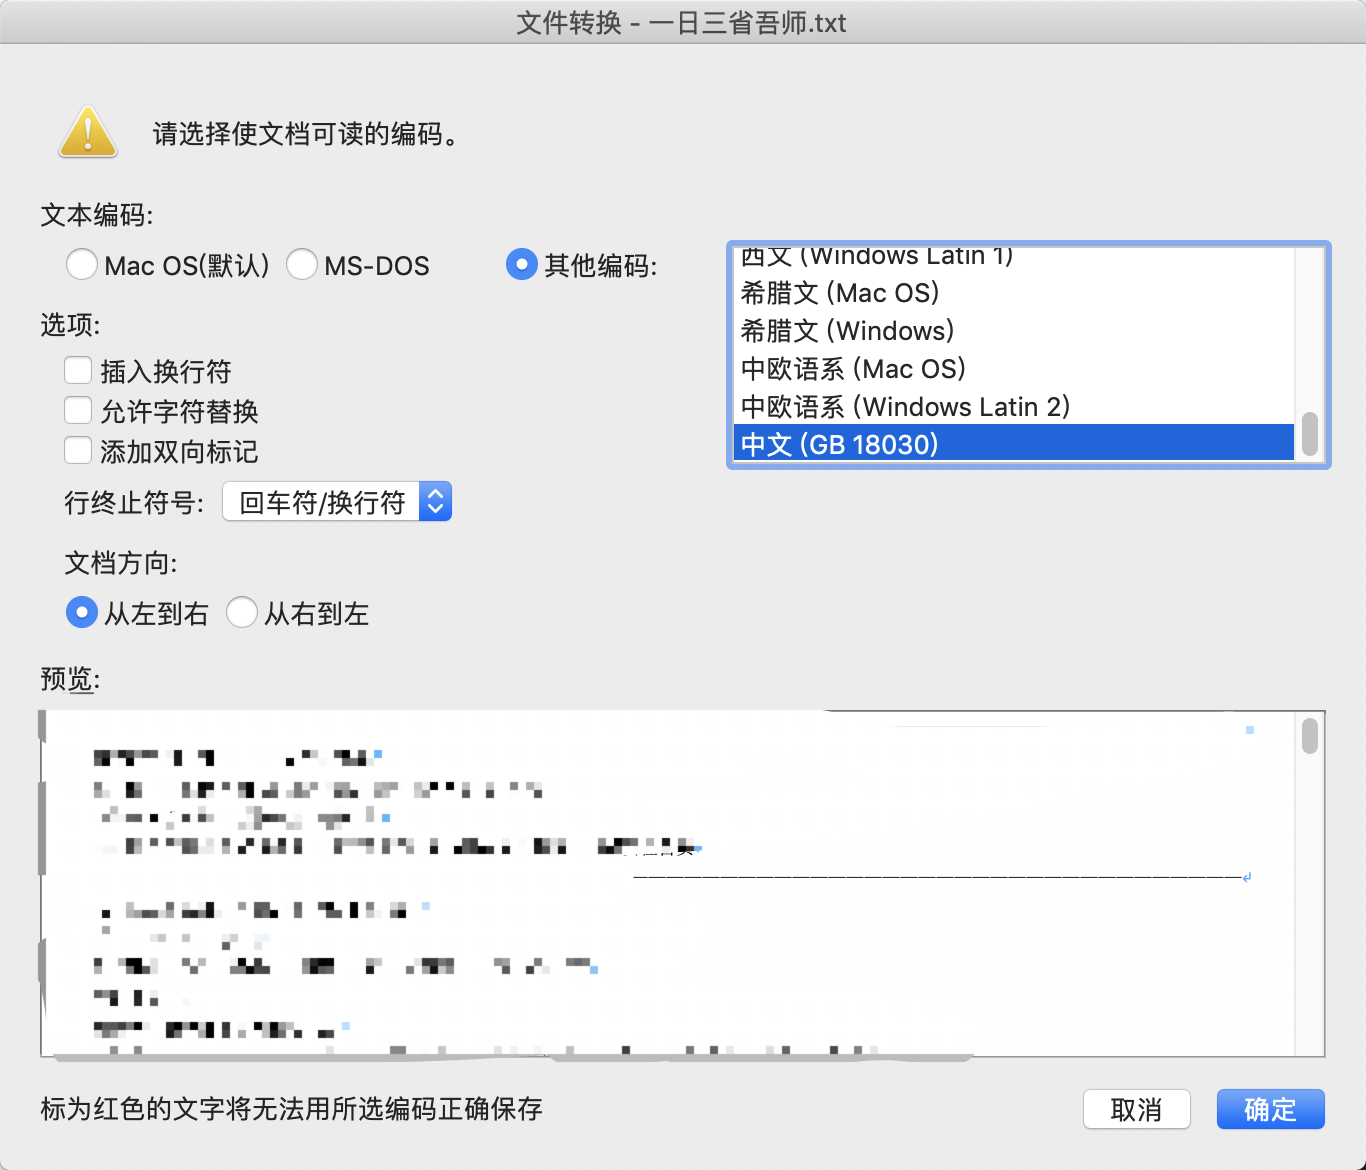 文件转换 - 一日三省吾师.txt
请选择使文档可读的编码。
文本编码:
Mac OS(默认) MS-DOS 其他编码:
西文 (Windows Latin 1)
希腊文 (Mac OS)
希腊文 (Windows)
中欧语系 (Mac OS)
中欧语系 (Windows Latin 2)
中文 (GB 18030)
选项:
插入换行符
允许字符替换
添加双向标记
行终止符号: 回车符/换行符
文档方向:
从左到右 从右到左
预览:
标为红色的文字将无法用所选编码正确保存
取消 确定